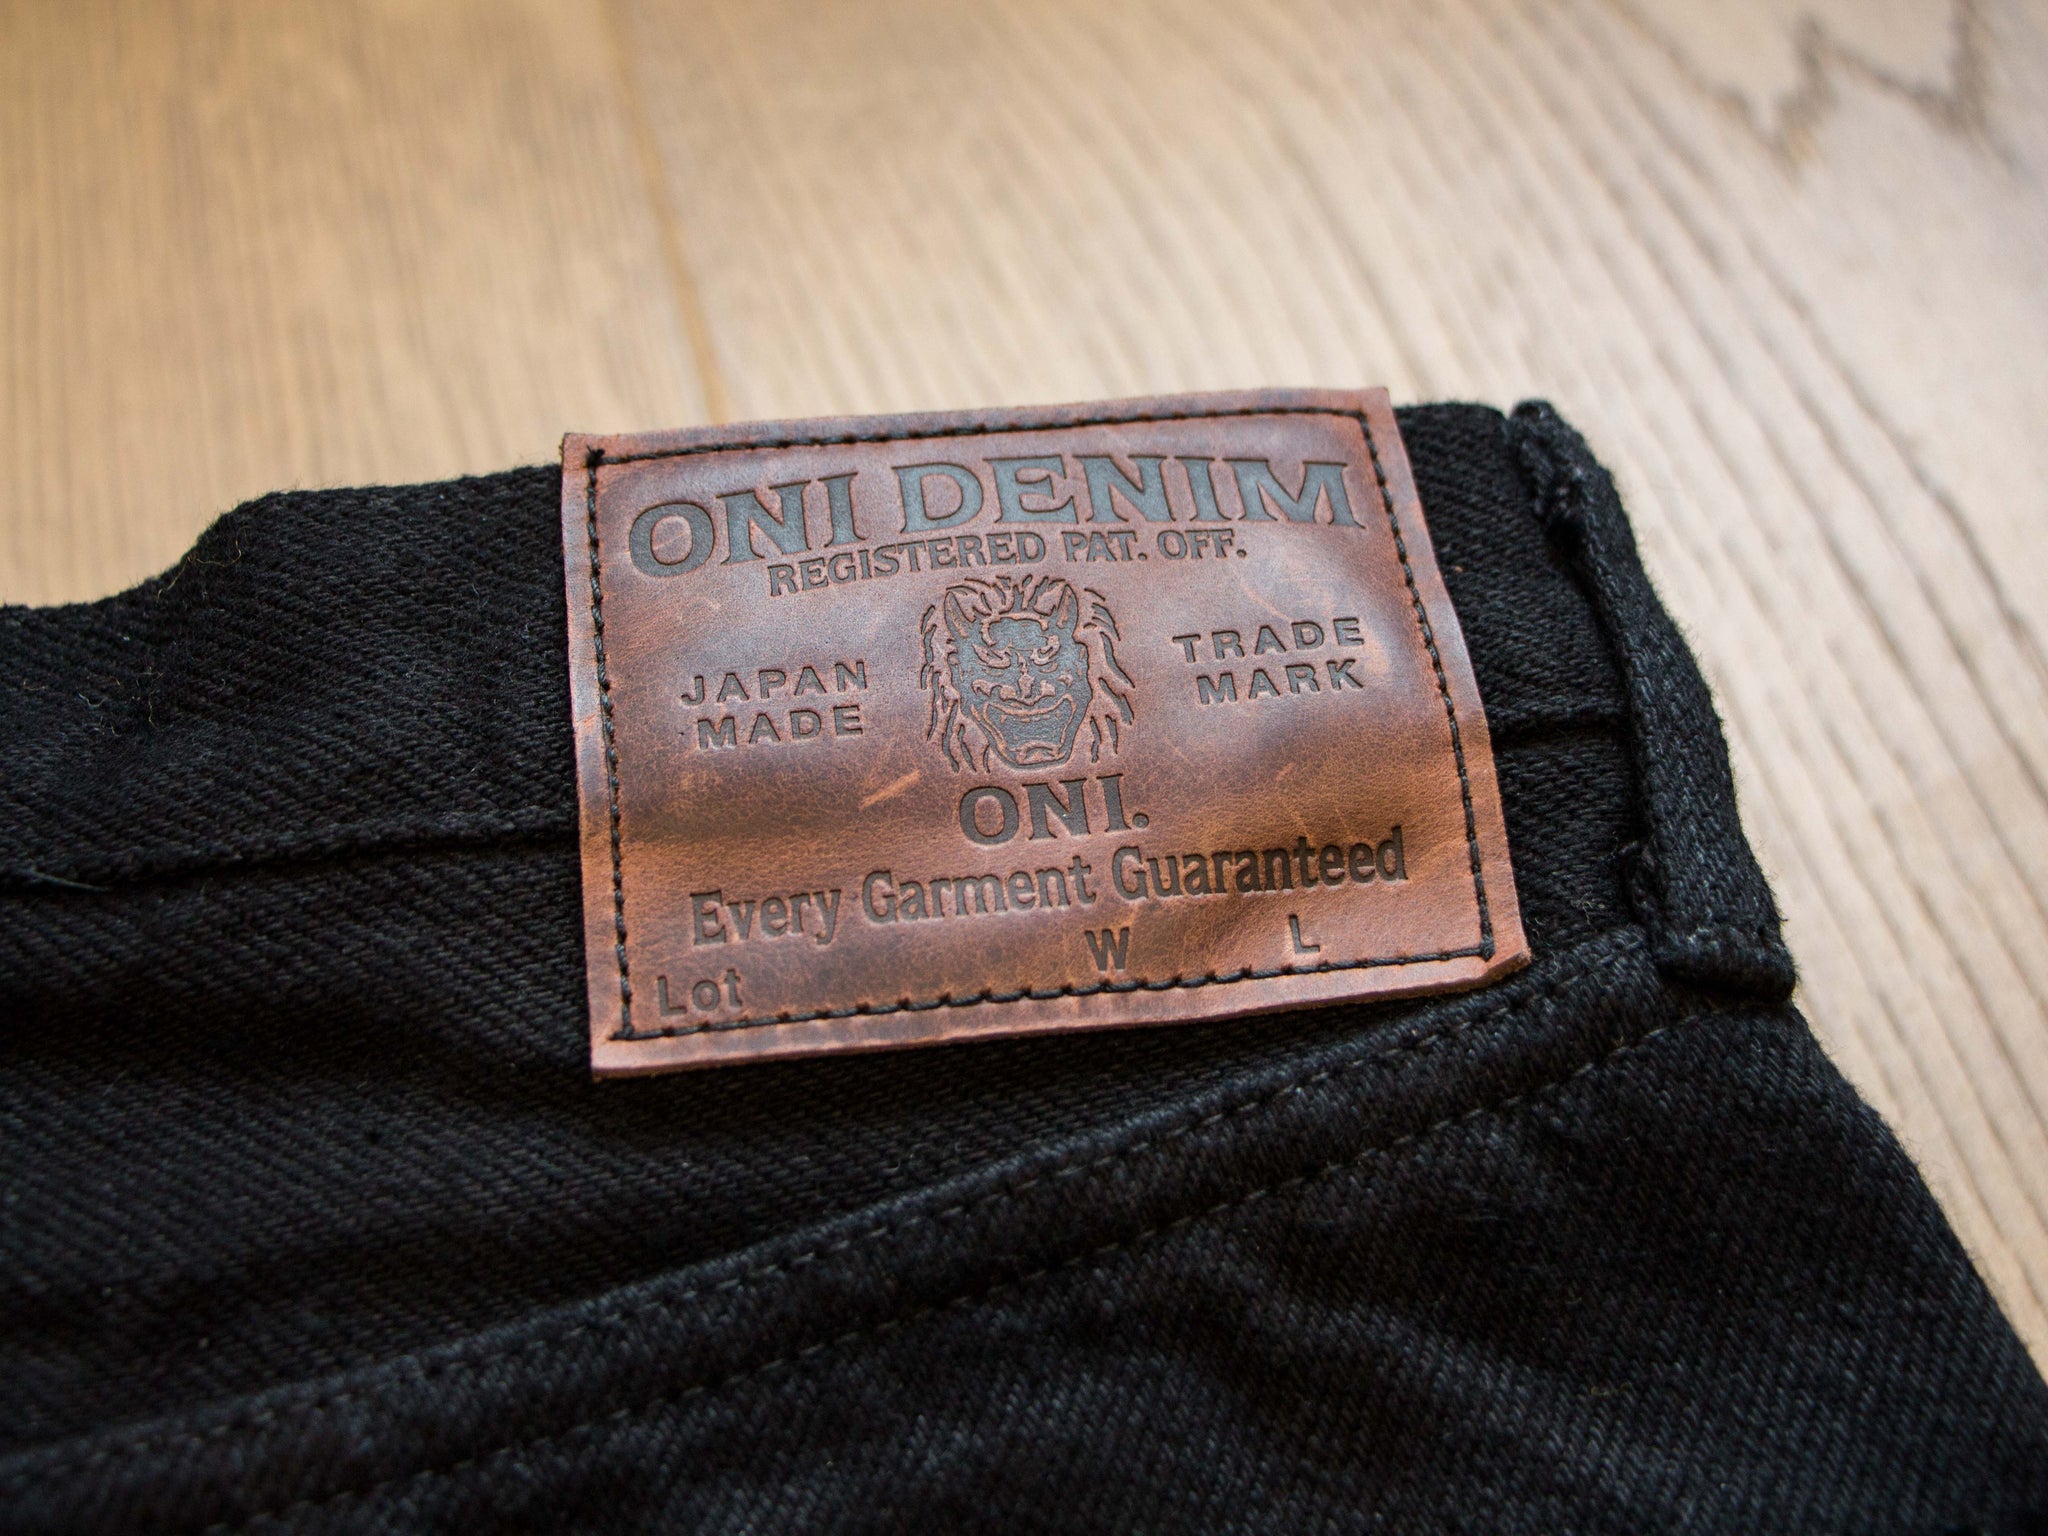 ONI DENIM
REGISTERED PAT. OFF.
JAPAN
MADE
TRADE
MARK
ONI.
Every Garment Guaranteed
Lot W L